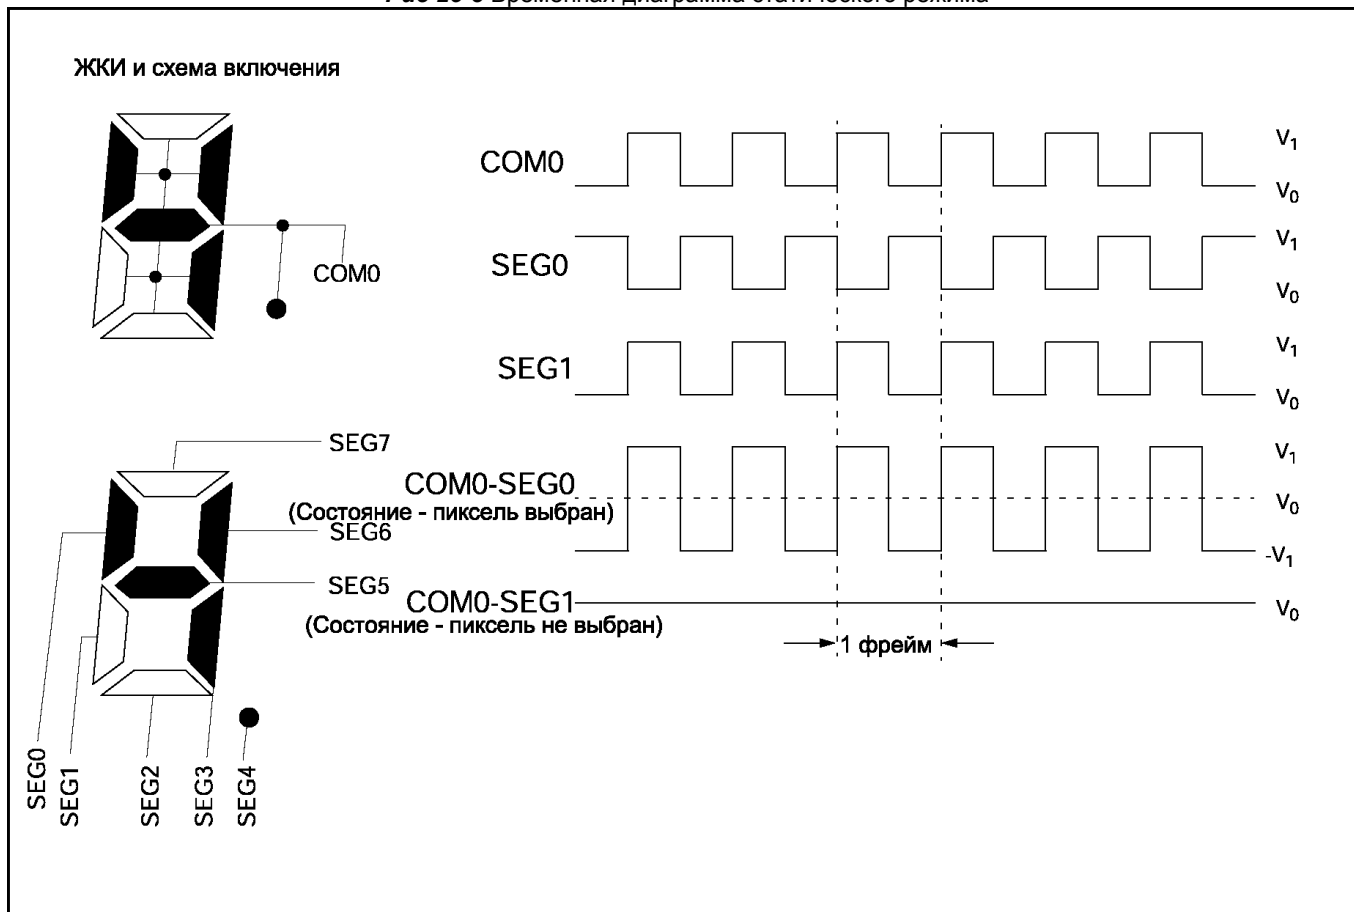 ЖКИ и схема включения
COM0
COM0
V1
V0
SEG0
V1
V0
SEG1
V1
V0
SEG7
COM0-SEG0
(Состояние - пиксель выбран)
V1
V0
-V1
SEG6
SEG5
COM0-SEG1
(Состояние - пиксель не выбран)
V0
1 фрейм
SEG0
SEG1
SEG2
SEG3
SEG4